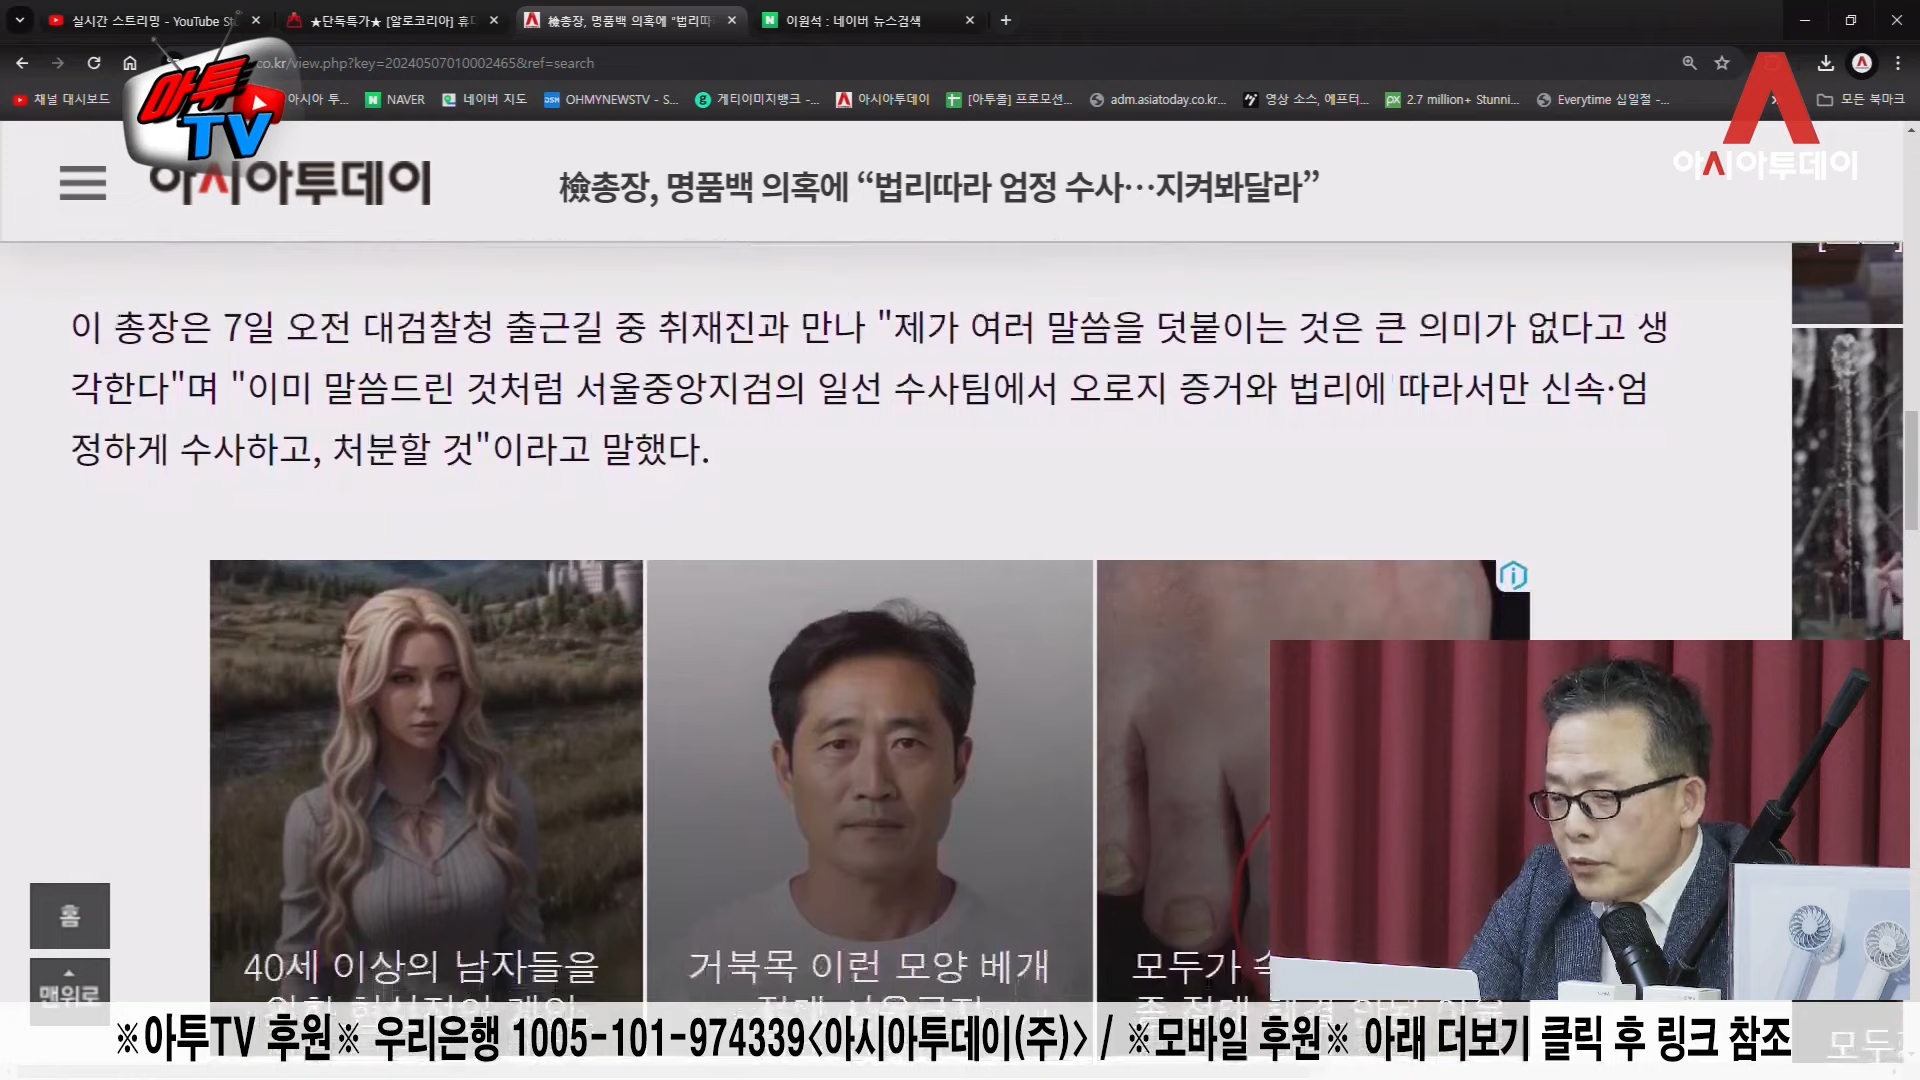 실시간 스트리밍 - YouTube St
★단독특가★ [알로코리아] 휴
檢총장, 명품백 의혹에 "법리따
이원석 : 네이버 뉴스검색
co.kr/view.php?key=20240507010002465&ref=search
채널 대시보드
아시아 투...
NAVER
네이버 지도
OHMYNEWSTV - S...
게티이미지뱅크 -...
아시아투데이
[아투몰] 프로모션...
adm.asiatoday.co.kr...
영상 소스, 에프터...
2.7 million+ Stunni...
Everytime 십일절 -...
모든 북마크
아투
TV
아시아투데이
檢총장, 명품백 의혹에 “법리따라 엄정 수사…지켜봐달라”
아시아투데이
이 총장은 7일 오전 대검찰청 출근길 중 취재진과 만나 "제가 여러 말씀을 덧붙이는 것은 큰 의미가 없다고 생
각한다"며 "이미 말씀드린 것처럼 서울중앙지검의 일선 수사팀에서 오로지 증거와 법리에 따라서만 신속·엄
정하게 수사하고, 처분할 것"이라고 말했다.
40세 이상의 남자들을
거북목 이런 모양 베개
모두가
홈
맨위로
※아투TV 후원※ 우리은행 1005-101-974339<아시아투데이(주)> / ※모바일 후원※ 아래 더보기 클릭 후 링크 참조
모두